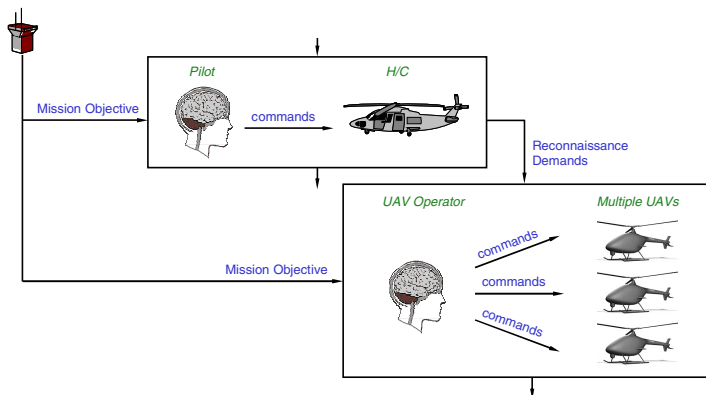 Pilot
H/C
Mission Objective
commands
Reconnaissance
Demands
UAV Operator
Multiple UAVs
commands
Mission Objective
commands
commands